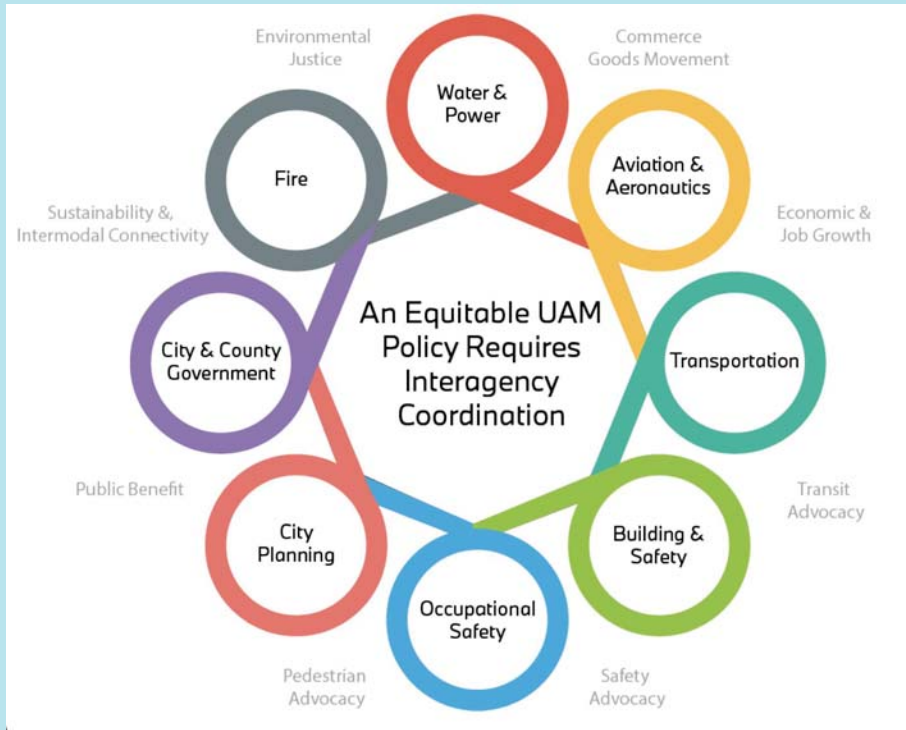 Environmental
Justice
Commerce
Goods Movement
Water &
Power
Fire
Aviation &
Aeronautics
Sustainability &,
Intermodal Connectivity
Economic &
Job Growth
An Equitable UAM
Policy Requires
Interagency
Coordination
City & County
Government
Transportation
Public Benefit
Transit
Advocacy
City
Planning
Building &
Safety
Occupational
Safety
Pedestrian
Advocacy
Safety
Advocacy